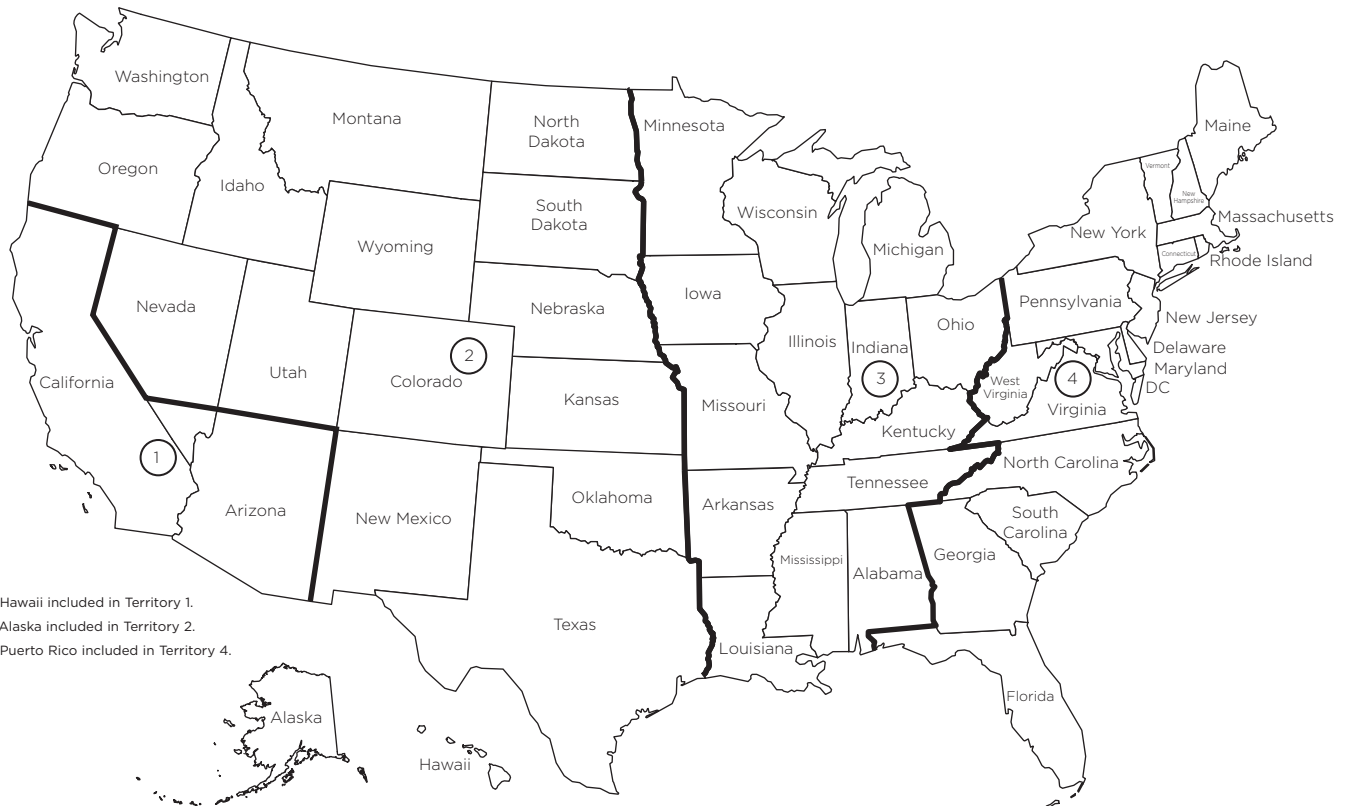 Washington
Montana
North
Dakota
Minnesota
Maine
Vermont
New
Hampshire
Oregon
Idaho
South
Dakota
Wisconsin
Massachusetts
Wyoming
Michigan
New York
Connecticut
Rhode Island
Nevada
Nebraska
Iowa
Pennsylvania
New Jersey
Ohio
Illinois
Indiana
Delaware
2
Utah
Colorado
Maryland
California
3
West
Virginia
4
DC
Kansas
Missouri
Virginia
Kentucky
1
North Carolina
Tennessee
Arizona
New Mexico
Oklahoma
Arkansas
South
Carolina
Mississippi
Alabama
Georgia
Hawaii included in Territory 1.
Alaska included in Territory 2.
Puerto Rico included in Territory 4.
Texas
Louisiana
Florida
Alaska
Hawaii